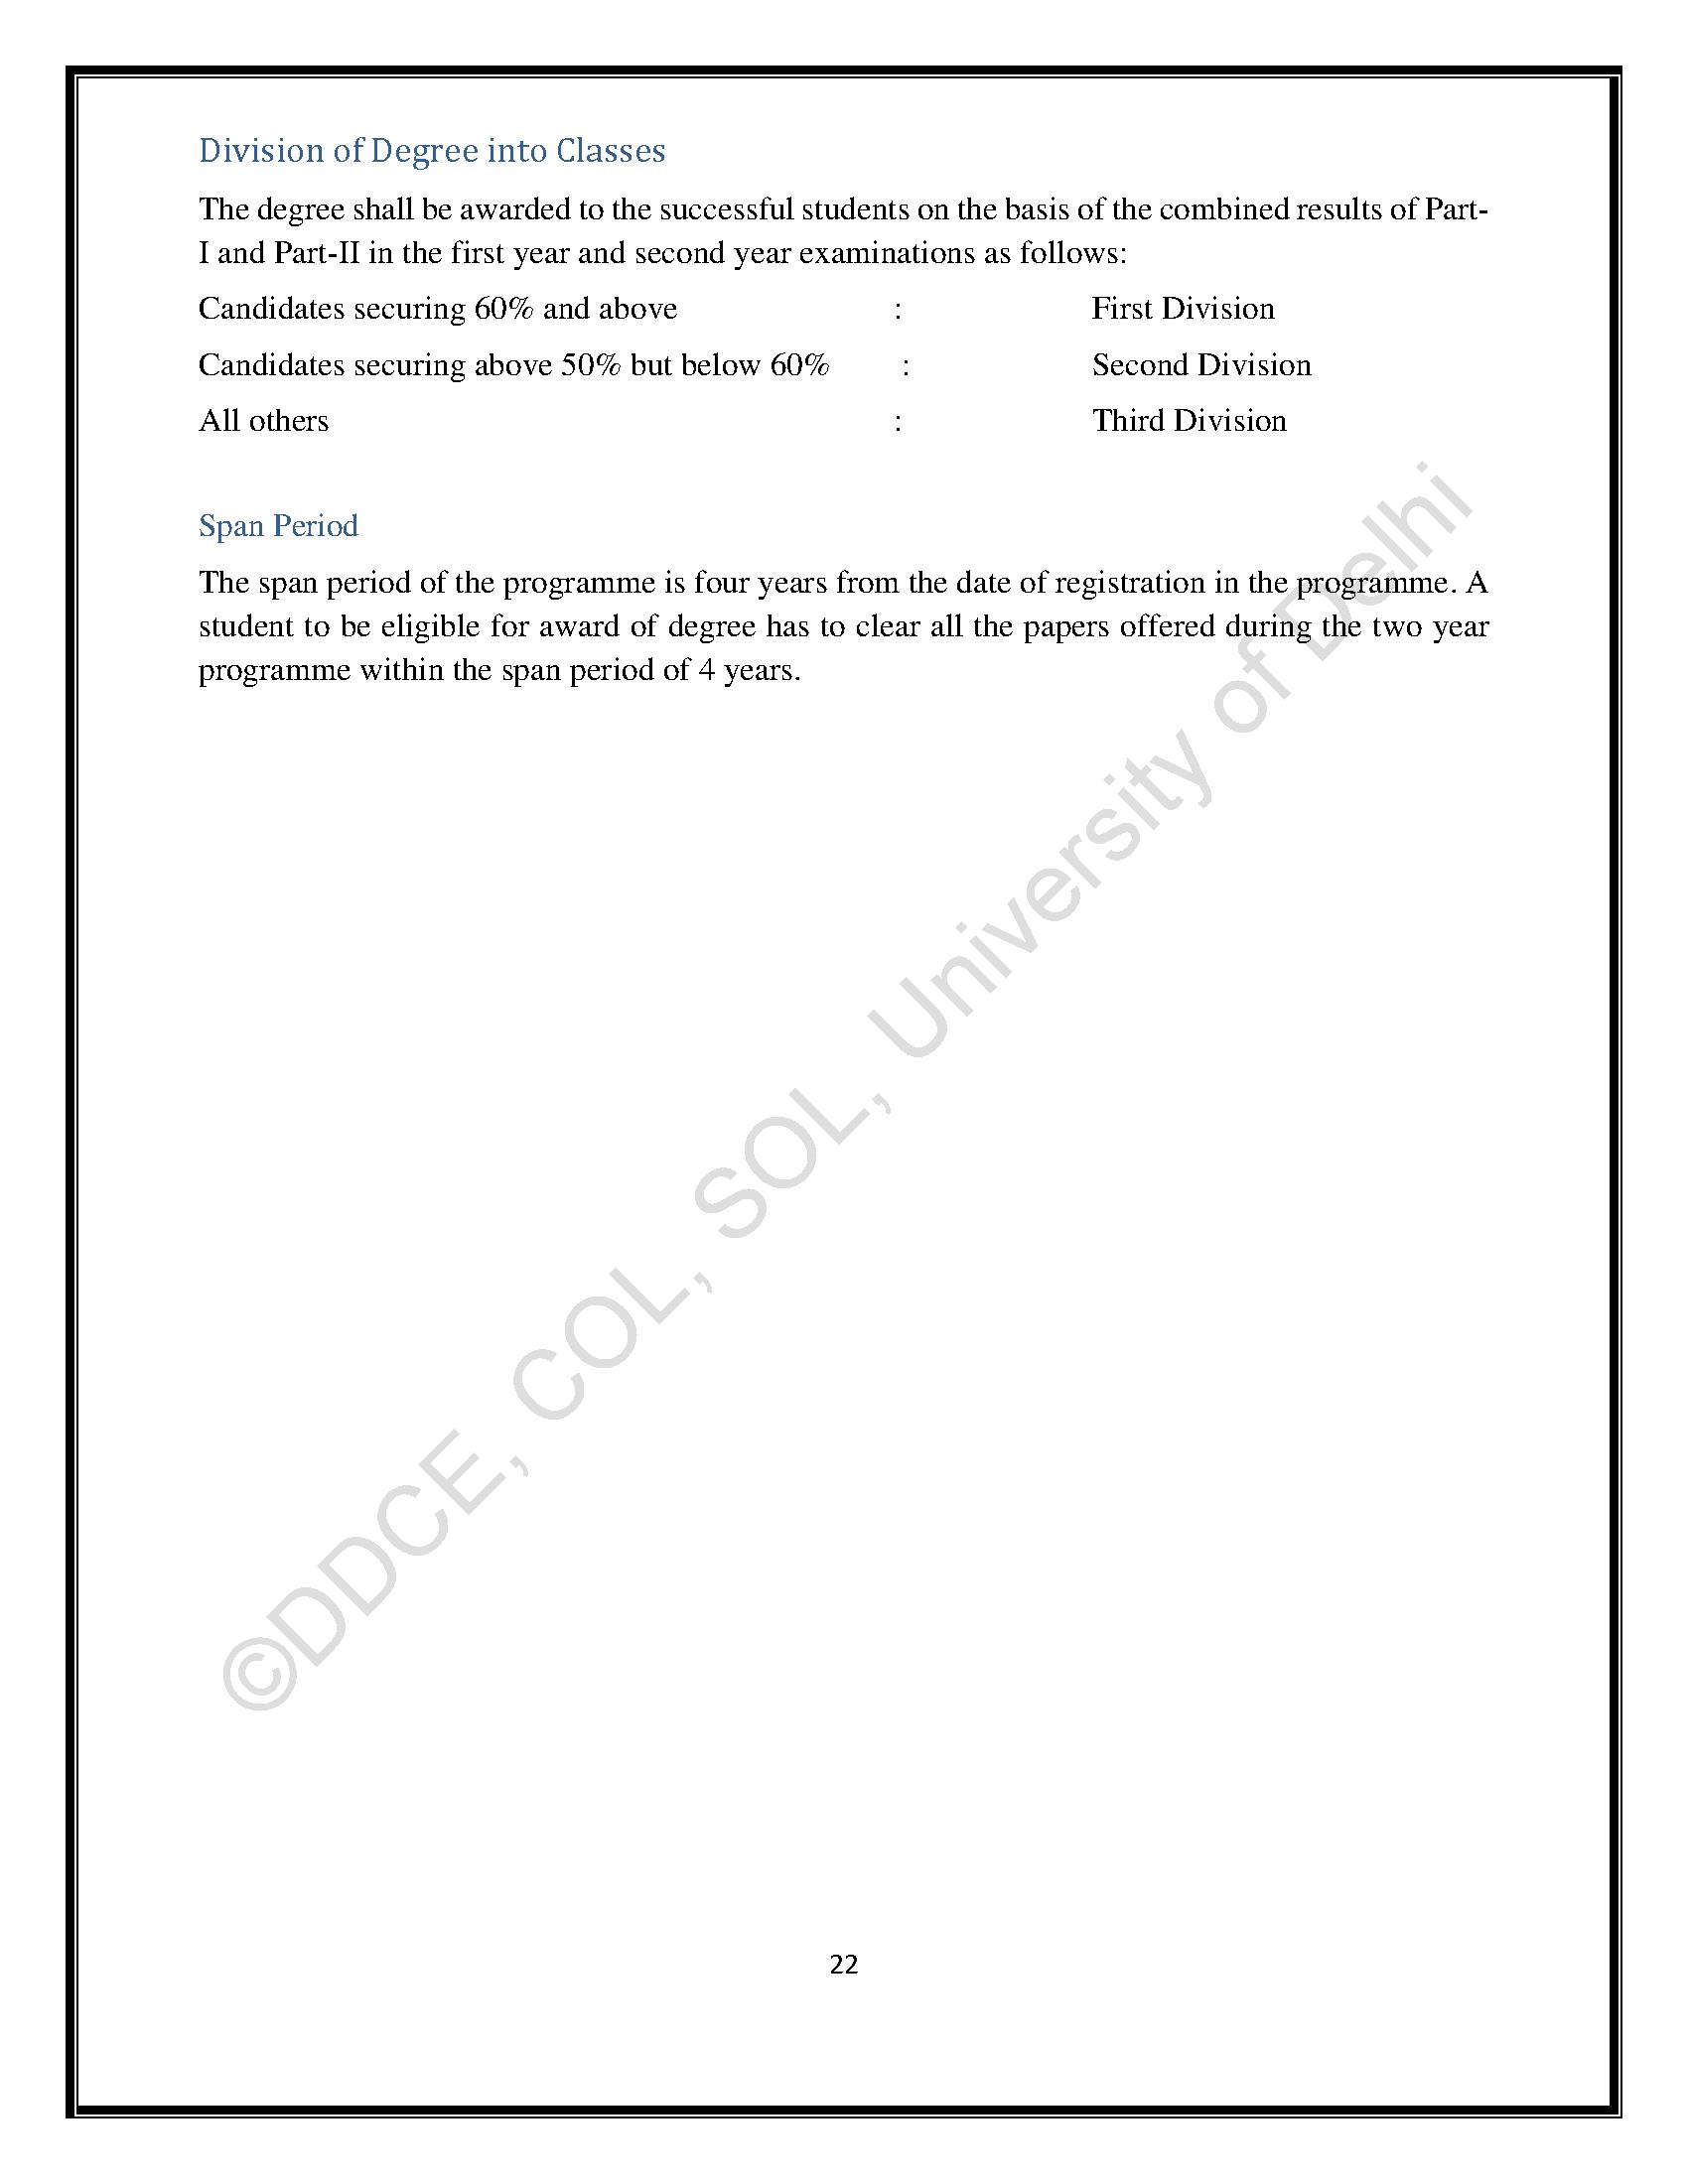 Division of Degree into Classes
The degree shall be awarded to the successful students on the basis of the combined results of Part-
I and Part-II in the first year and second year examinations as follows:
Candidates securing 60% and above : First Division
Candidates securing above 50% but below 60% : Second Division
All others : Third Division
Span Period
The span period of the programme is four years from the date of registration in the programme. A
student to be eligible for award of degree has to clear all the papers offered during the two year
programme within the span period of 4 years.
©DDCE, COL, SOL, University of Delhi
22